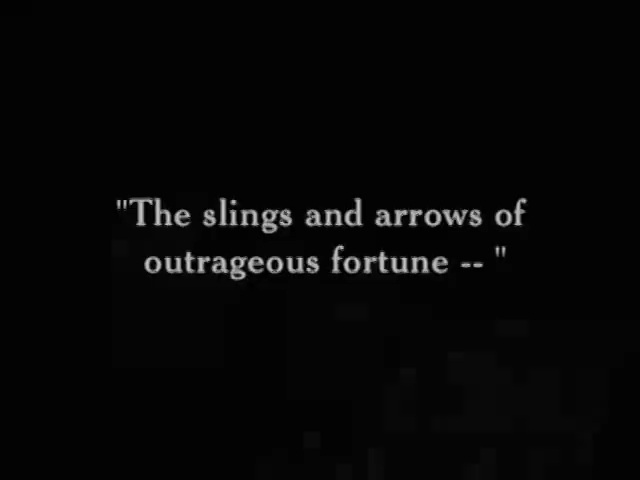 "The slings and arrows of
outrageous fortune -- "